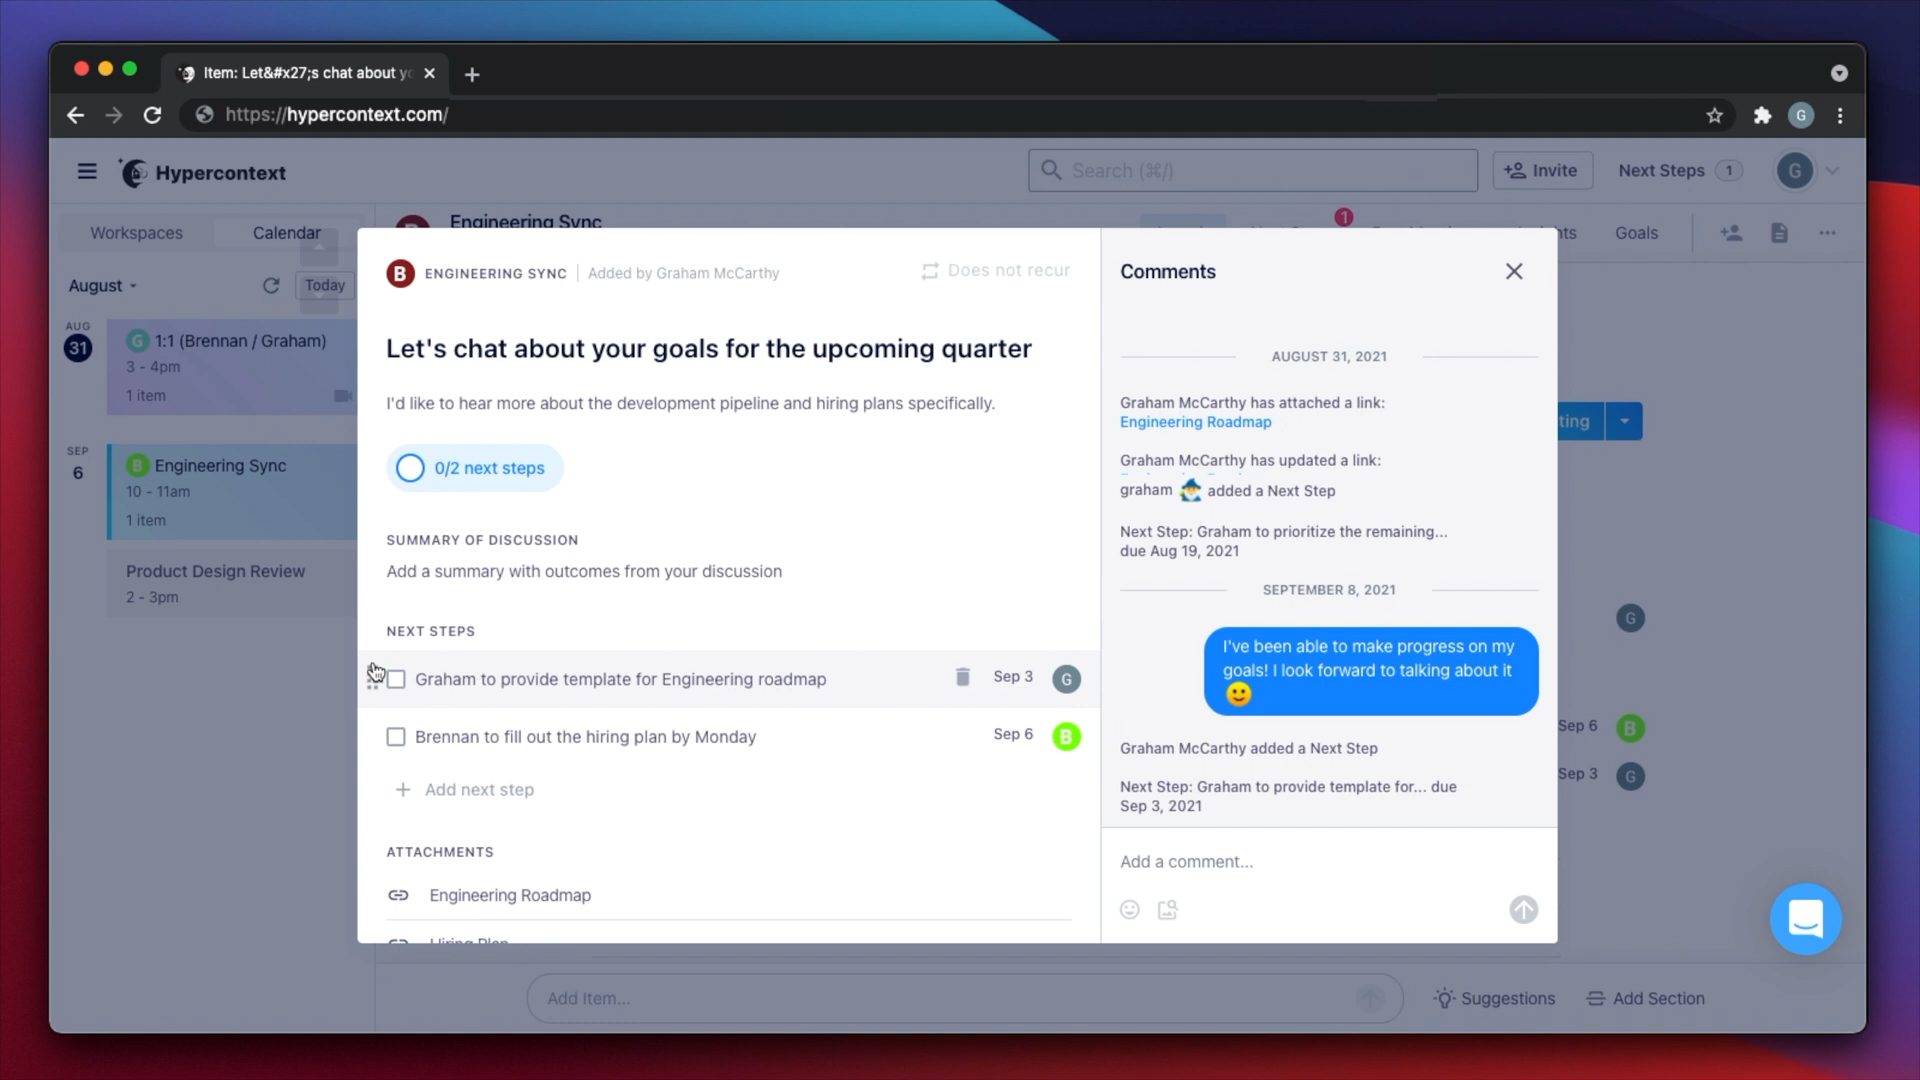 Item: Let&#x27;s chat about yo
https://hypercontext.com/
G
Hypercontext
Search (⌘/)
Invite
Next Steps
1
G
Workspaces
Calendar
Engineering Sync
1
Goals
August
Today
AUG
31
G
1:1 (Brennan / Graham)
3 - 4pm
1 item
SEP
6
B
Engineering Sync
10 - 11am
1 item
Product Design Review
2 - 3pm
B
ENGINEERING SYNC
Added by Graham McCarthy
Does not recur
Let's chat about your goals for the upcoming quarter
I'd like to hear more about the development pipeline and hiring plans specifically.
0/2 next steps
SUMMARY OF DISCUSSION
Add a summary with outcomes from your discussion
NEXT STEPS
Graham to provide template for Engineering roadmap
Sep 3
G
Brennan to fill out the hiring plan by Monday
Sep 6
B
Add next step
ATTACHMENTS
Engineering Roadmap
Hiring Plan
Comments
AUGUST 31, 2021
Graham McCarthy has attached a link:
Engineering Roadmap
Graham McCarthy has updated a link:
graham added a Next Step
Next Step: Graham to prioritize the remaining...
due Aug 19, 2021
SEPTEMBER 8, 2021
I've been able to make progress on my
goals! I look forward to talking about it
Graham McCarthy added a Next Step
Next Step: Graham to provide template for... due
Sep 3, 2021
Add a comment...
ting
G
Sep 6
B
Sep 3
G
Add Item...
Suggestions
Add Section